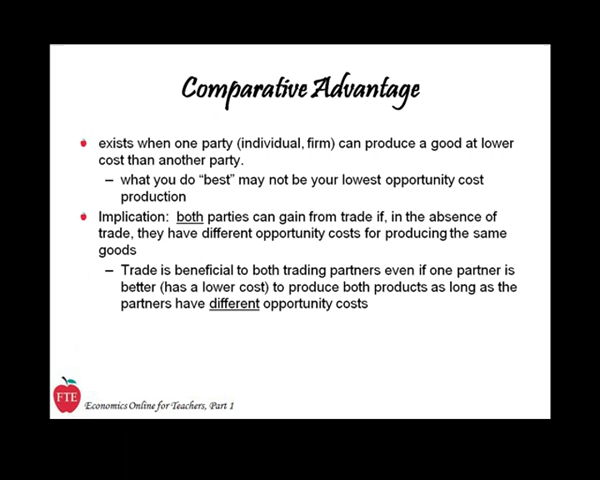 Comparative Advantage
exists when one party (individual, firm) can produce a good at lower
cost than another party.
– what you do “best” may not be your lowest opportunity cost
production
Implication: both parties can gain from trade if, in the absence of
trade, they have different opportunity costs for producing the same
goods
– Trade is beneficial to both trading partners even if one partner is
better (has a lower cost) to produce both products as long as the
partners have different opportunity costs
FTE
Economics Online for Teachers, Part 1